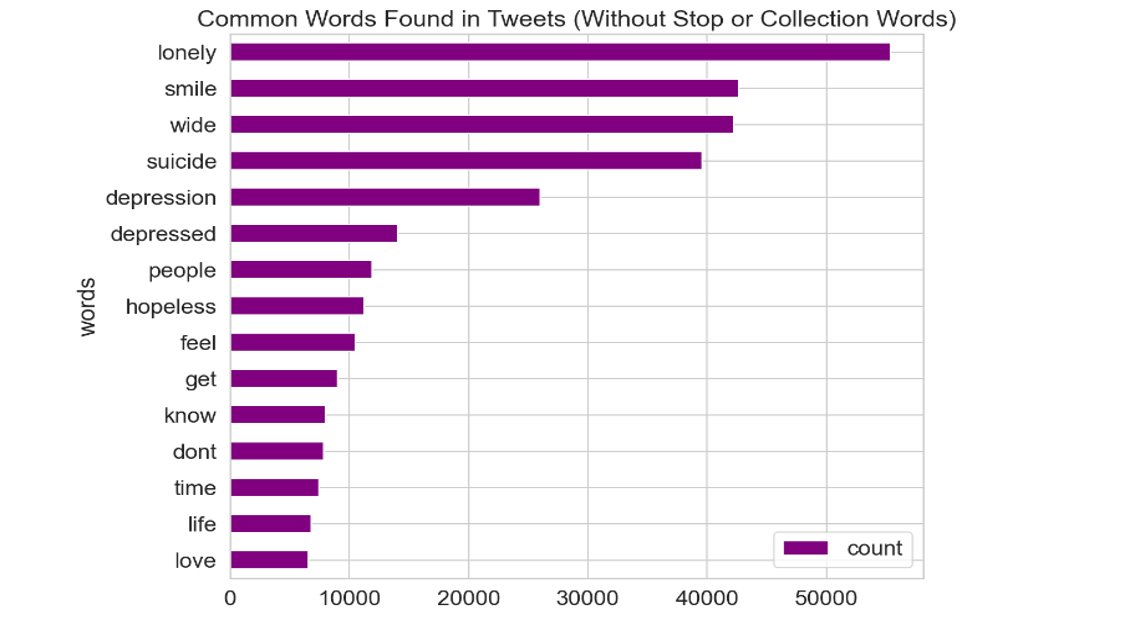 Common Words Found in Tweets (Without Stop or Collection Words)
lonely
smile
wide
suicide
depression
depressed
people
hopeless
feel
get
know
dont
time
life
love
words
count
0 10000 20000 30000 40000 50000